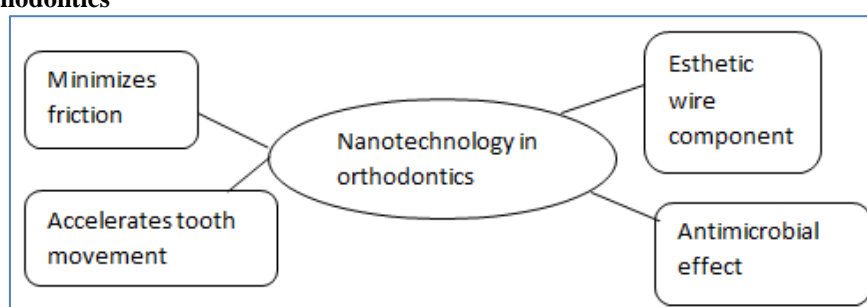 hodontics
Minimizes
friction
Esthetic
wire
component
Nanotechnology in
orthodontics
Accelerates tooth
movement
Antimicrobial
effect